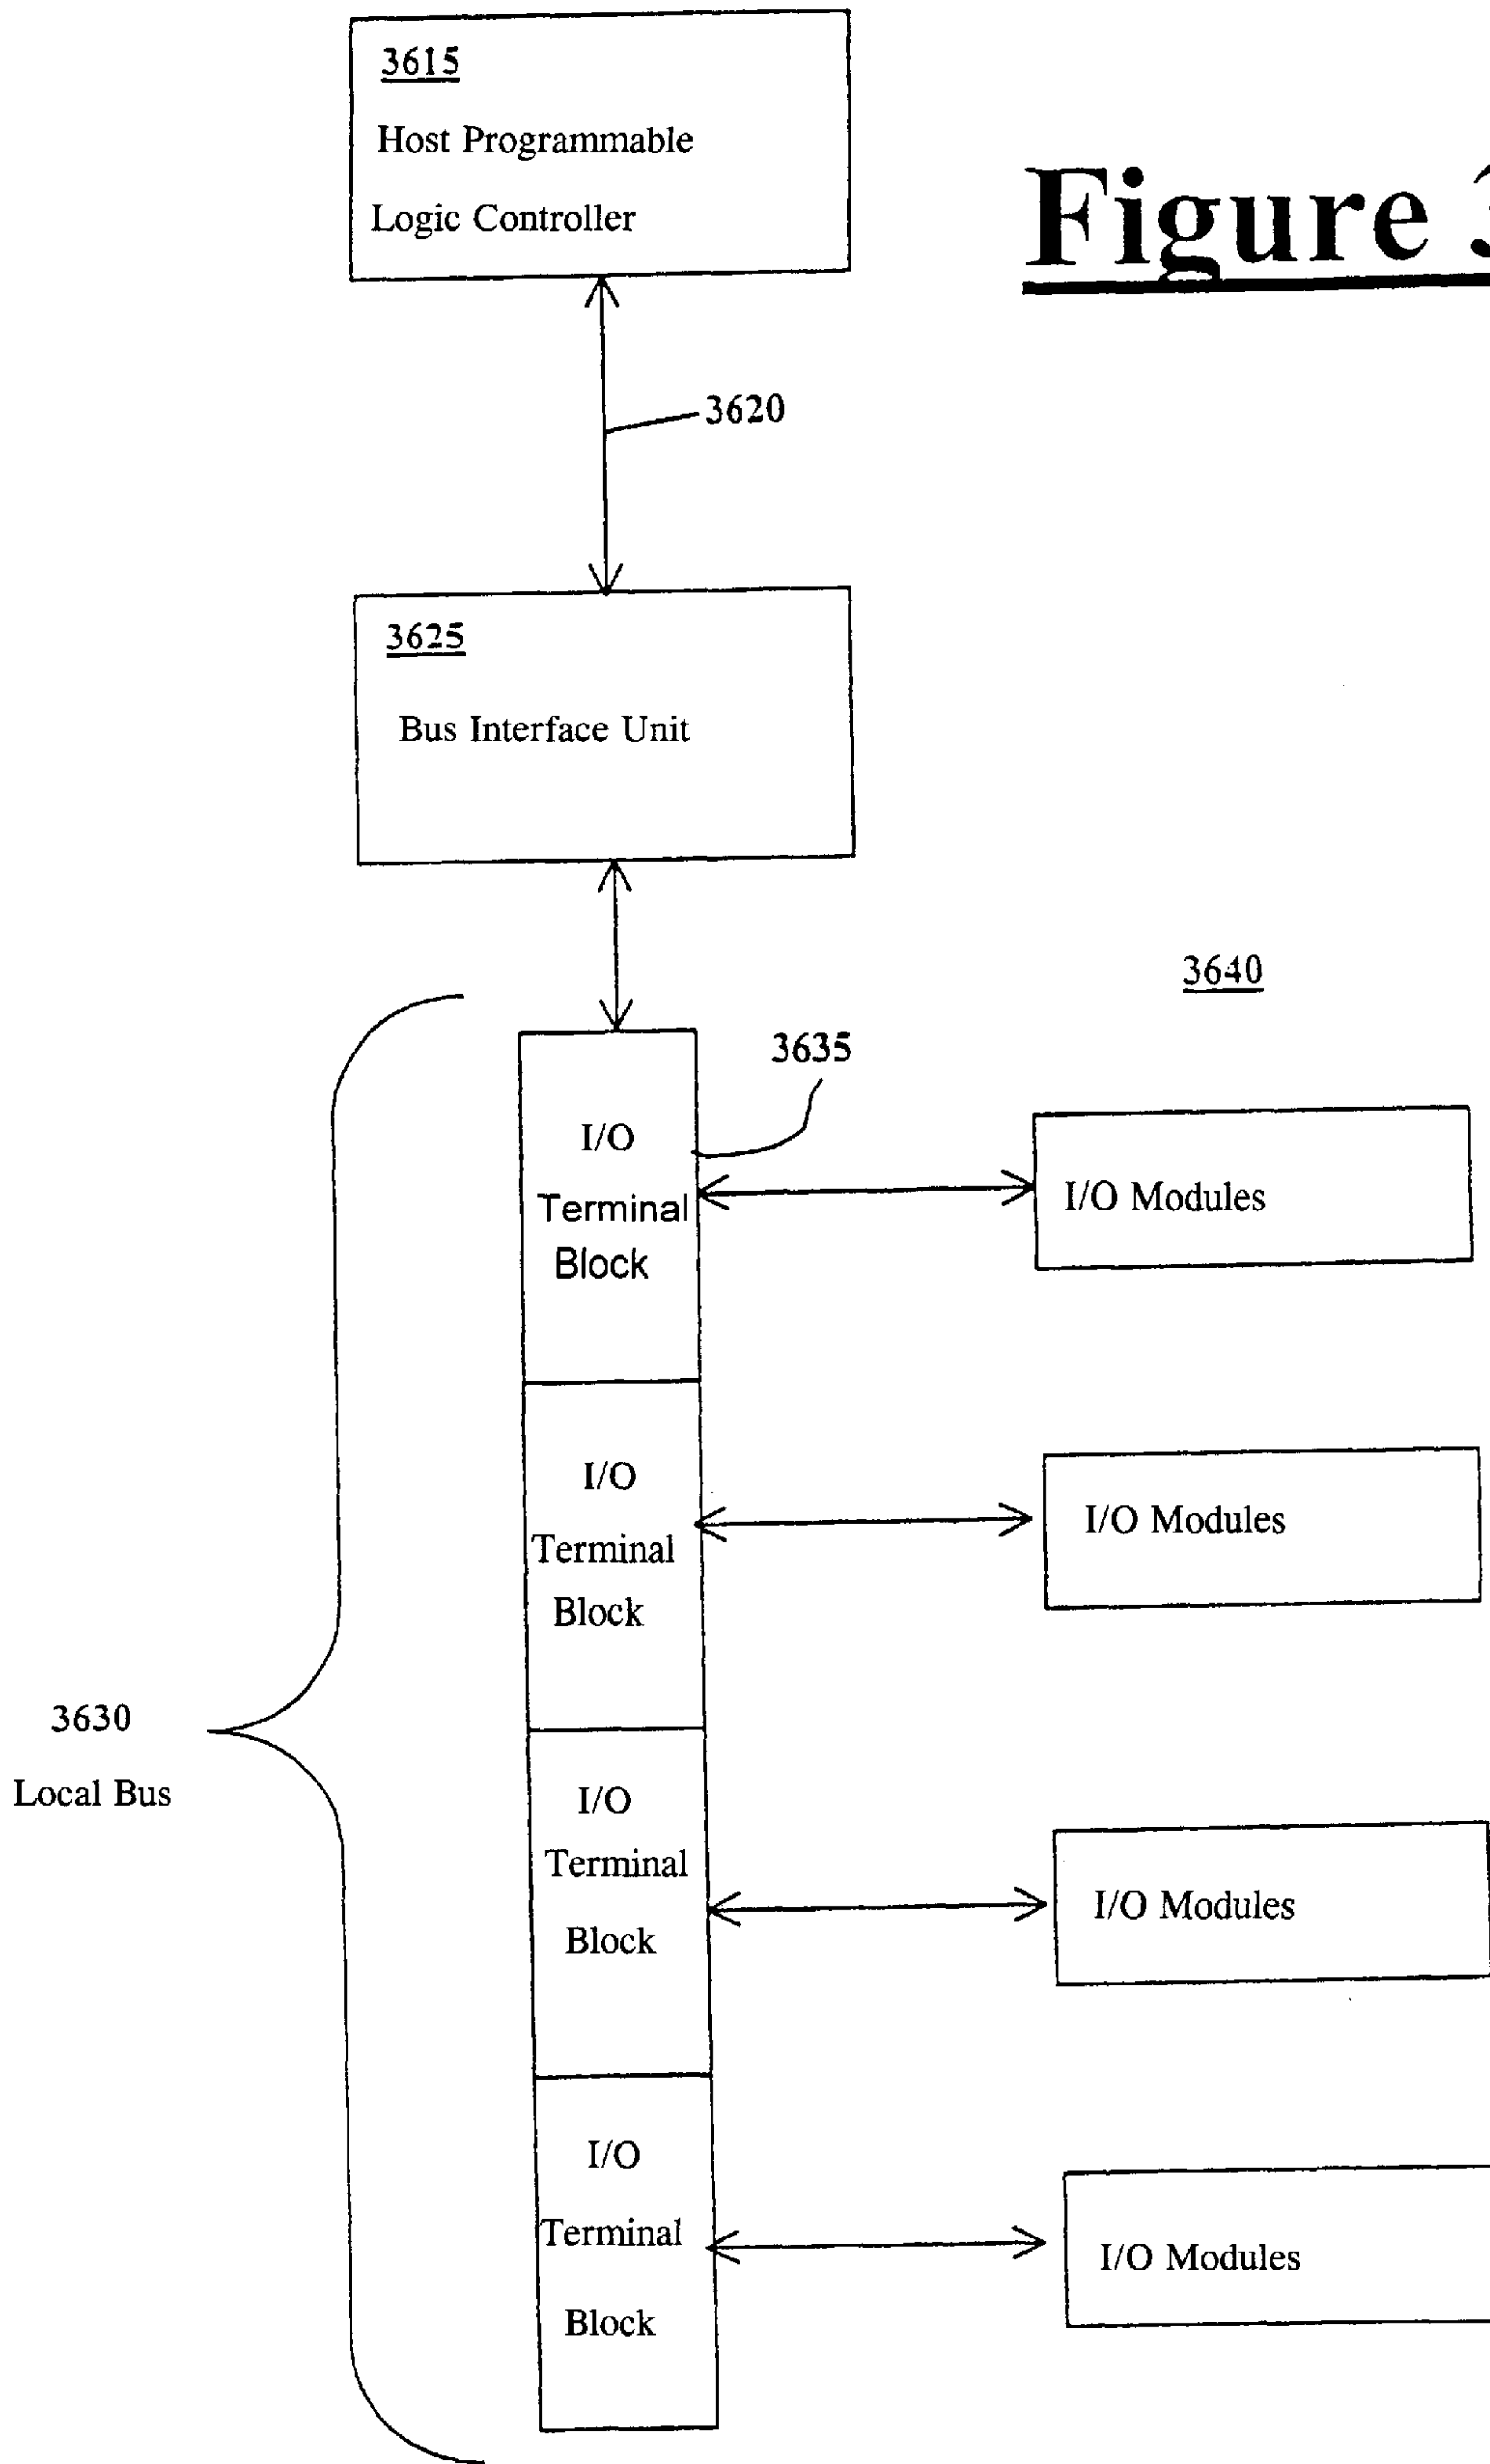 3615
Host Programmable
Logic Controller
Figure 3
3620
3625
Bus Interface Unit
3640
3635
I/O
Terminal
Block
I/O Modules
I/O
Terminal
Block
I/O Modules
3630
Local Bus
I/O
Terminal
Block
I/O Modules
I/O
Terminal
Block
I/O Modules